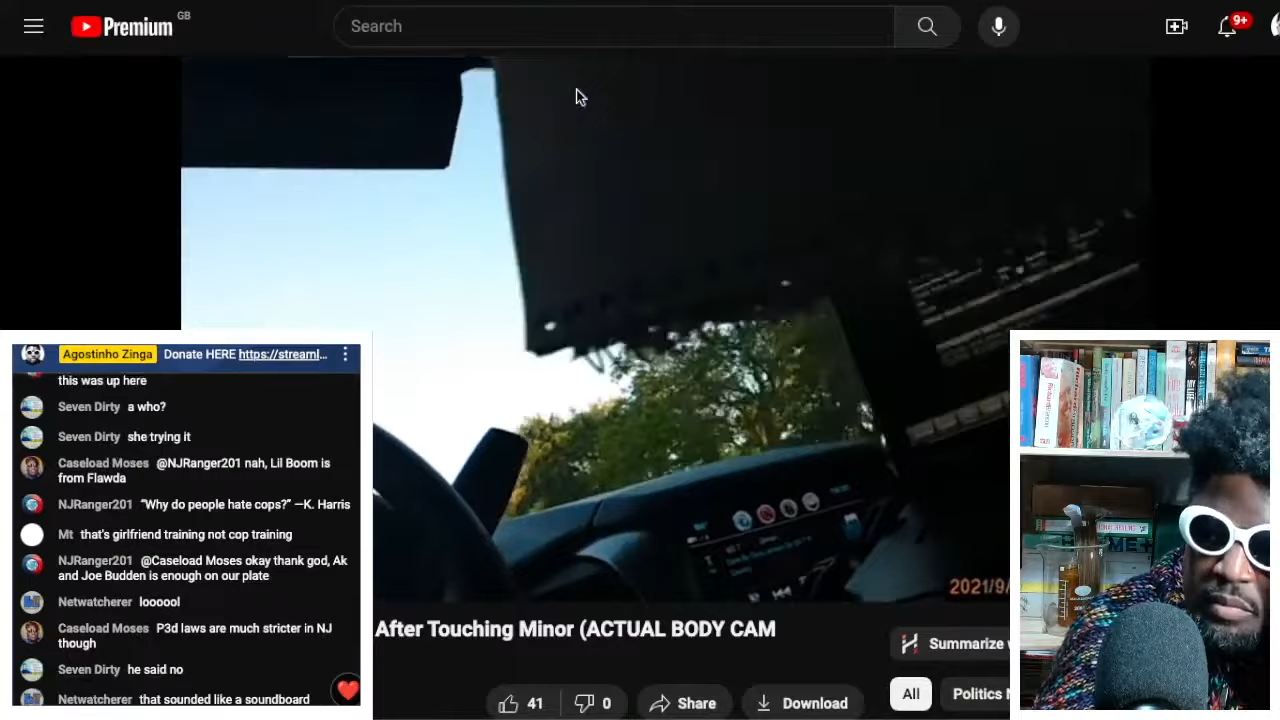 Premium GB
Search
9+
2021/9/
Agostinho Zinga Donate HERE https://streaml...
this was up here
Seven Dirty a who?
Seven Dirty she trying it
Caseload Moses @NJRanger201 nah, Lil Boom is
from Flawda
NJRanger201 “Why do people hate cops?” —K. Harris
Mt that's girlfriend training not cop training
NJRanger201 @Caseload Moses okay thank god, Ak
and Joe Budden is enough on our plate
Netwatcherer loooool
Caseload Moses P3d laws are much stricter in NJ
though
Seven Dirty he said no
Netwatcherer that sounded like a soundboard
After Touching Minor (ACTUAL BODY CAM
Summarize
41
0
Share
Download
All
Politics